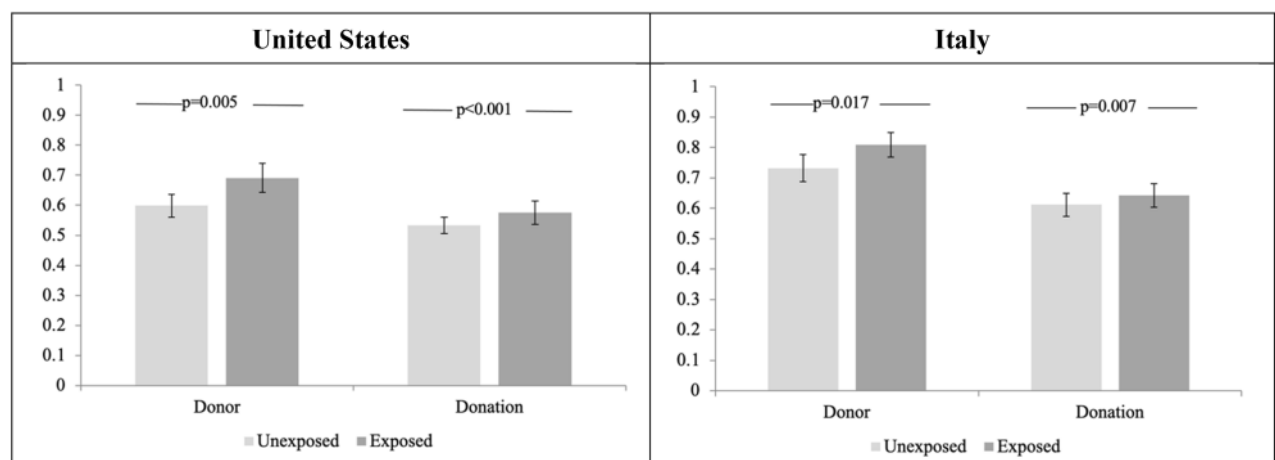 United States
1
0.9
0.8
0.7
0.6
0.5
0.4
0.3
0.2
0.1
0
p=0.005
p<0.001
Donor
Donation
Unexposed
Exposed
Italy
1
0.9
0.8
0.7
0.6
0.5
0.4
0.3
0.2
0.1
0
p=0.017
p=0.007
Donor
Donation
Unexposed
Exposed